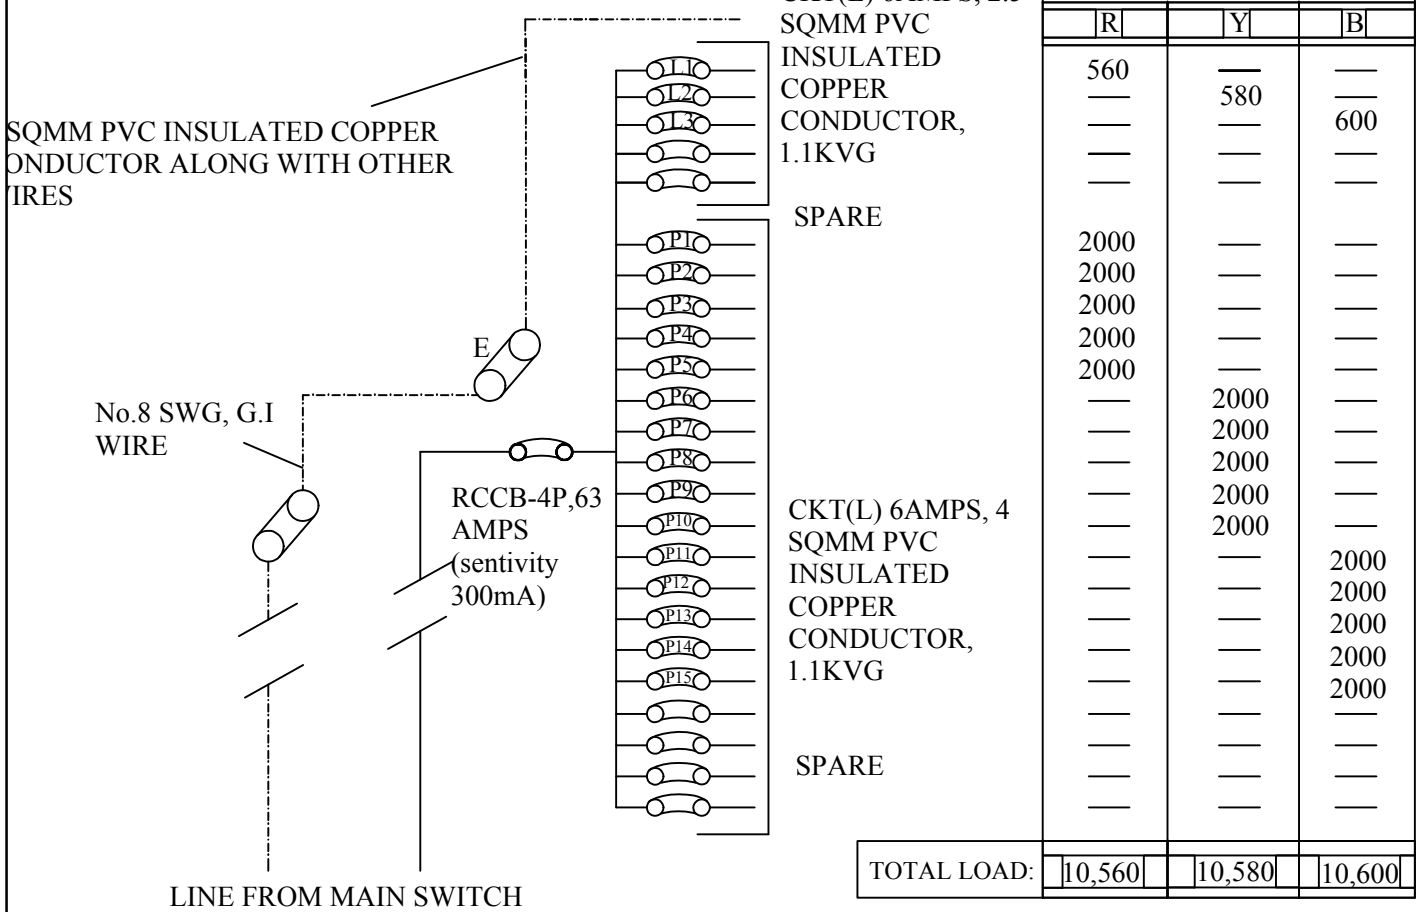 SQMM PVC
INSULATED
COPPER
CONDUCTOR,
1.1KVG
R Y B
L1 560 — —
L2 — 580 —
L3 — — 600
— — —
— — —
SPARE
SQMM PVC INSULATED COPPER
ONDUCTOR ALONG WITH OTHER
IRES
P1 2000 — —
P2 2000 — —
P3 2000 — —
P4 2000 — —
P5 2000 — —
P6 — 2000 —
P7 — 2000 —
P8 — 2000 —
P9 — 2000 —
P10 — 2000 —
P11 — — 2000
P12 — — 2000
P13 — — 2000
P14 — — 2000
P15 — — 2000
— — —
— — —
— — —
— — —
E
No.8 SWG, G.I
WIRE
RCCB-4P,63
AMPS
(sentivity
300mA)
CKT(L) 6AMPS, 4
SQMM PVC
INSULATED
COPPER
CONDUCTOR,
1.1KVG
SPARE
TOTAL LOAD: 10,560 10,580 10,600
LINE FROM MAIN SWITCH